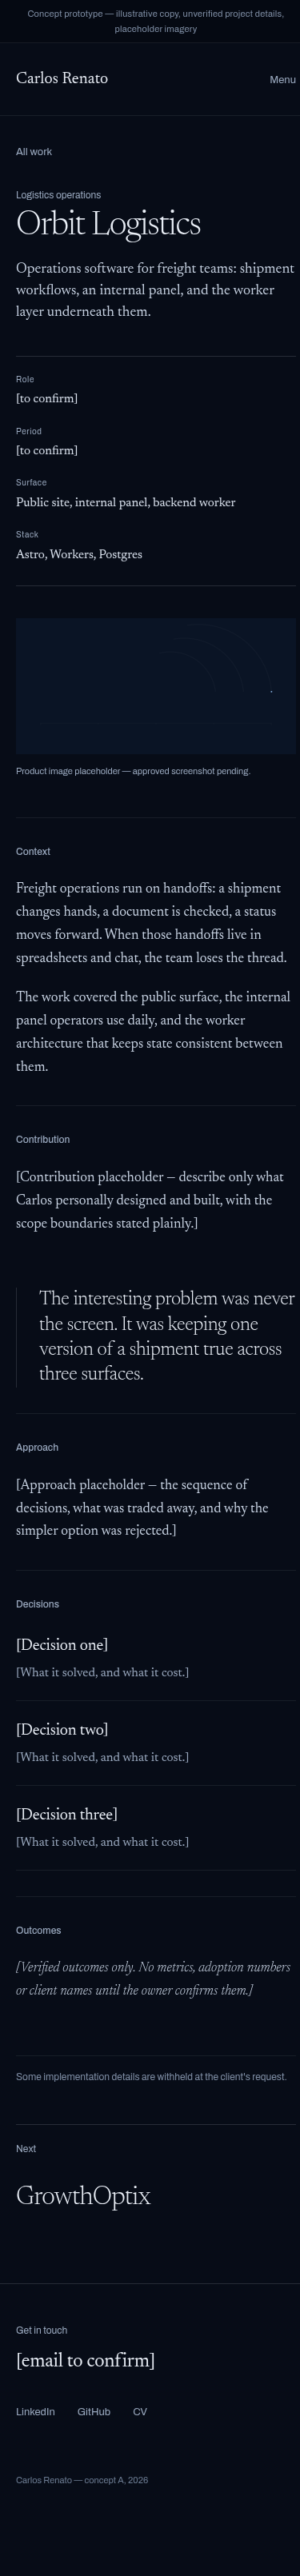 Concept prototype — illustrative copy, unverified project details,
placeholder imagery
Carlos Renato
Menu
All work
Logistics operations
Orbit Logistics
Operations software for freight teams: shipment
workflows, an internal panel, and the worker
layer underneath them.
Role
[to confirm]
Period
[to confirm]
Surface
Public site, internal panel, backend worker
Stack
Astro, Workers, Postgres
Product image placeholder — approved screenshot pending.
Context
Freight operations run on handoffs: a shipment
changes hands, a document is checked, a status
moves forward. When those handoffs live in
spreadsheets and chat, the team loses the thread.
The work covered the public surface, the internal
panel operators use daily, and the worker
architecture that keeps state consistent between
them.
Contribution
[Contribution placeholder — describe only what
Carlos personally designed and built, with the
scope boundaries stated plainly.]
The interesting problem was never
the screen. It was keeping one
version of a shipment true across
three surfaces.
Approach
[Approach placeholder — the sequence of
decisions, what was traded away, and why the
simpler option was rejected.]
Decisions
[Decision one]
[What it solved, and what it cost.]
[Decision two]
[What it solved, and what it cost.]
[Decision three]
[What it solved, and what it cost.]
Outcomes
[Verified outcomes only. No metrics, adoption numbers
or client names until the owner confirms them.]
Some implementation details are withheld at the client's request.
Next
GrowthOptix
Get in touch
[email to confirm]
LinkedIn GitHub CV
Carlos Renato — concept A, 2026